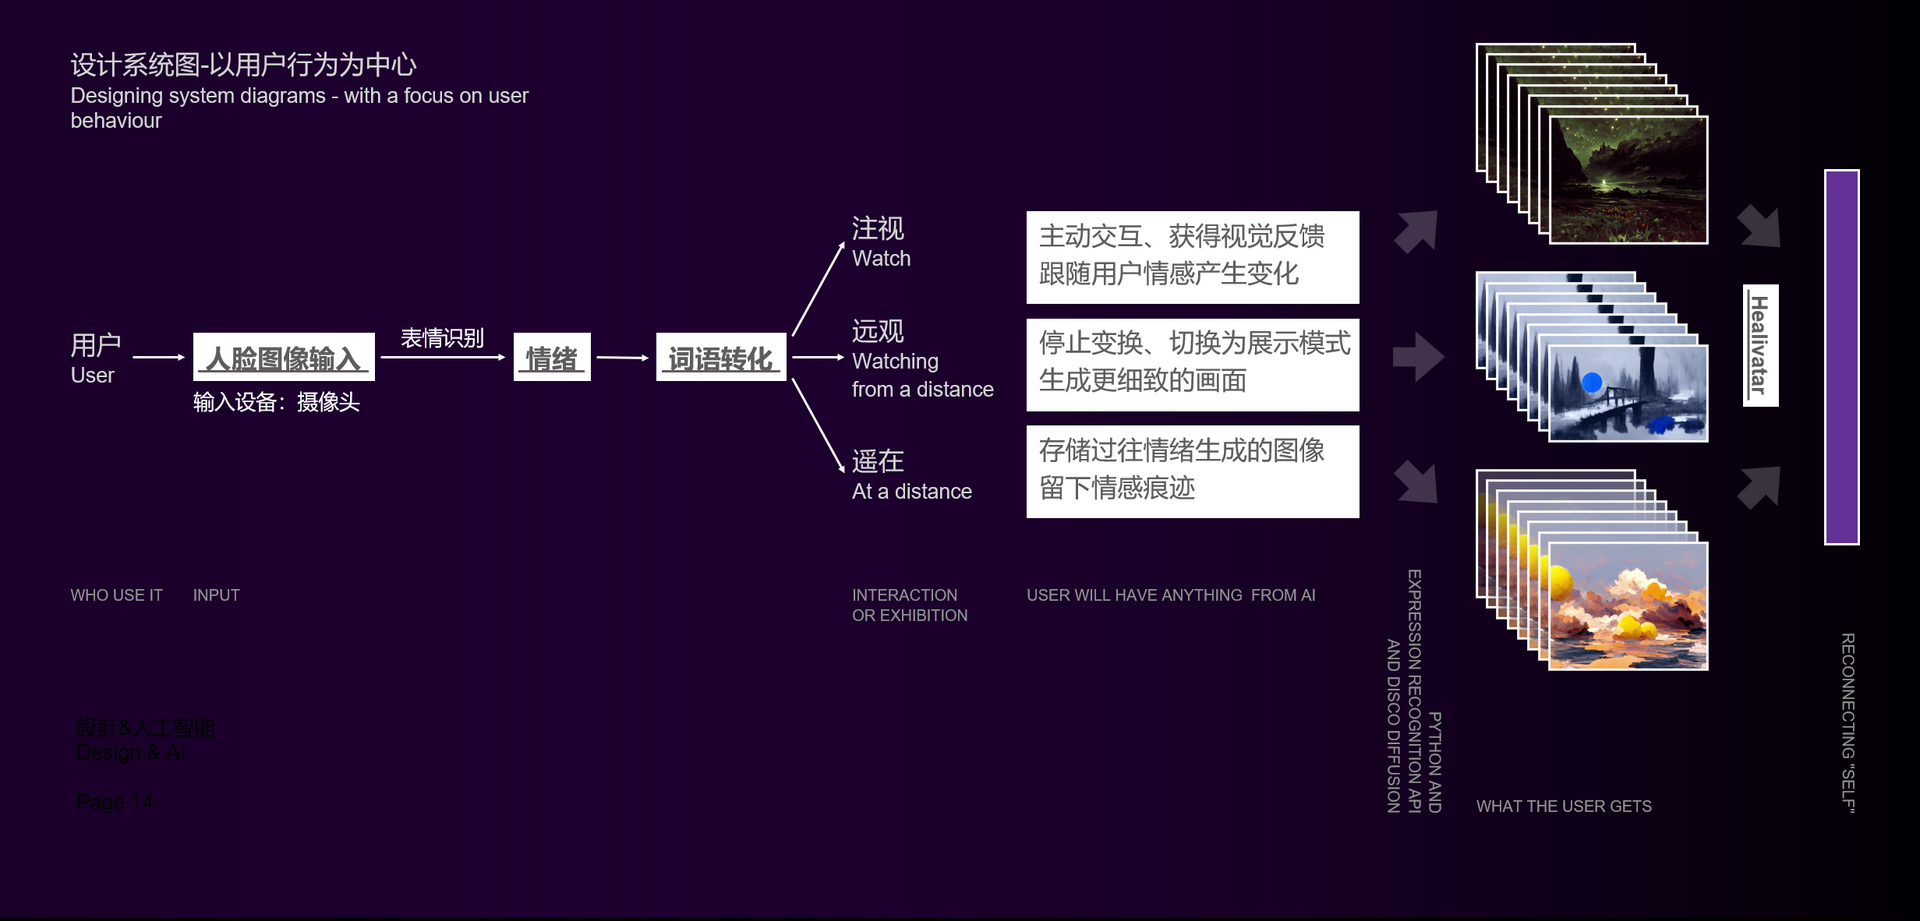 设计系统图-以用户行为为中心
Designing system diagrams - with a focus on user
behaviour
用户
User
人脸图像输入
输入设备：摄像头
表情识别
情绪
词语转化
注视
Watch
远观
Watching
from a distance
遥在
At a distance
主动交互、获得视觉反馈
跟随用户情感产生变化
停止变换、切换为展示模式
生成更细致的画面
存储过往情绪生成的图像
留下情感痕迹
Healivatar
WHO USE IT
INPUT
INTERACTION
OR EXHIBITION
USER WILL HAVE ANYTHING  FROM AI
PYTHON AND
EXPRESSION RECOGNITION API
AND DISCO DIFFUSION
WHAT THE USER GETS
RECONNECTING "SELF"
設計&人工智能
Design & AI
Page 14